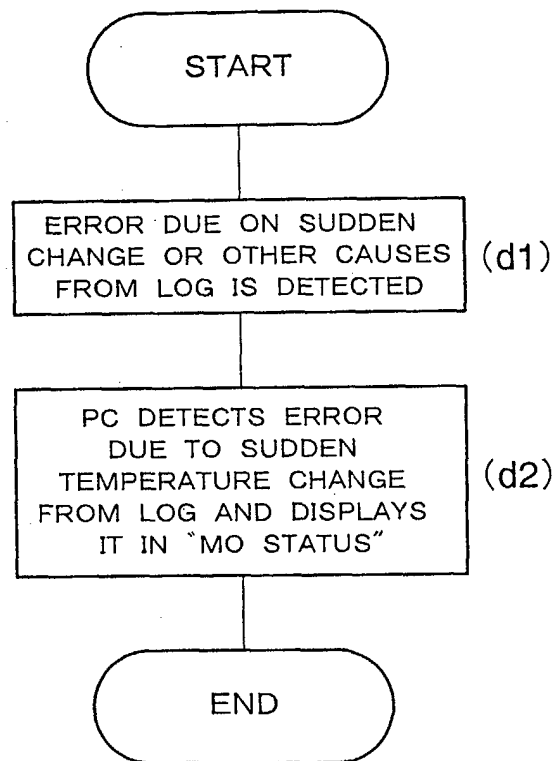 START
ERROR DUE ON SUDDEN
CHANGE OR OTHER CAUSES
FROM LOG IS DETECTED
(d1)
PC DETECTS ERROR
DUE TO SUDDEN
TEMPERATURE CHANGE
FROM LOG AND DISPLAYS
IT IN "MO STATUS"
(d2)
END